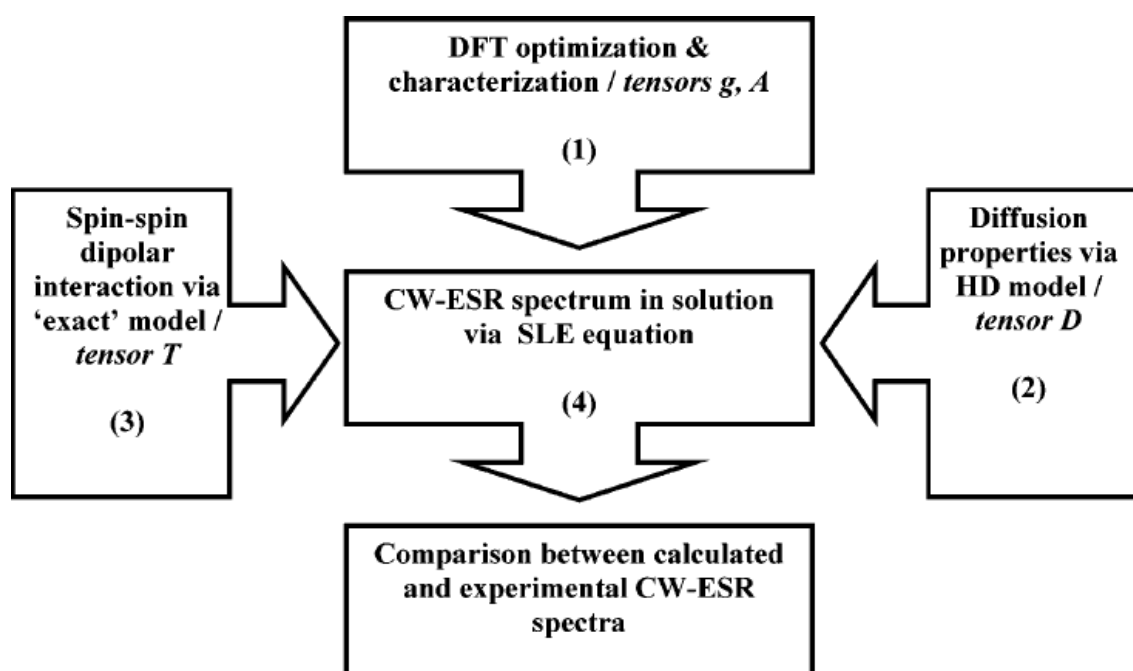 DFT optimization &
characterization / tensors g, A
(1)
Spin-spin
dipolar
interaction via
‘exact’ model /
tensor T
(3)
CW-ESR spectrum in solution
via SLE equation
(4)
Diffusion
properties via
HD model /
tensor D
(2)
Comparison between calculated
and experimental CW-ESR
spectra